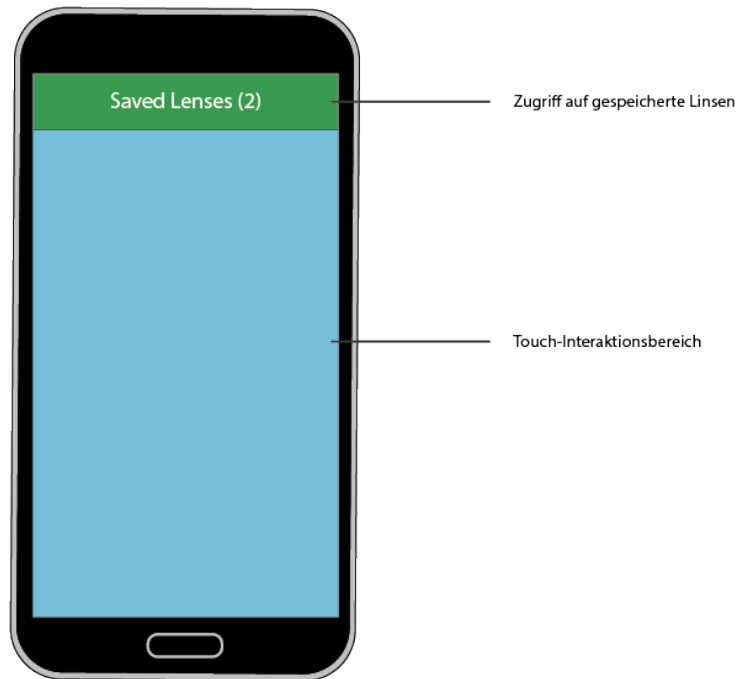 Saved Lenses (2)
Zugriff auf gespeicherte Linsen
Touch-Interaktionsbereich